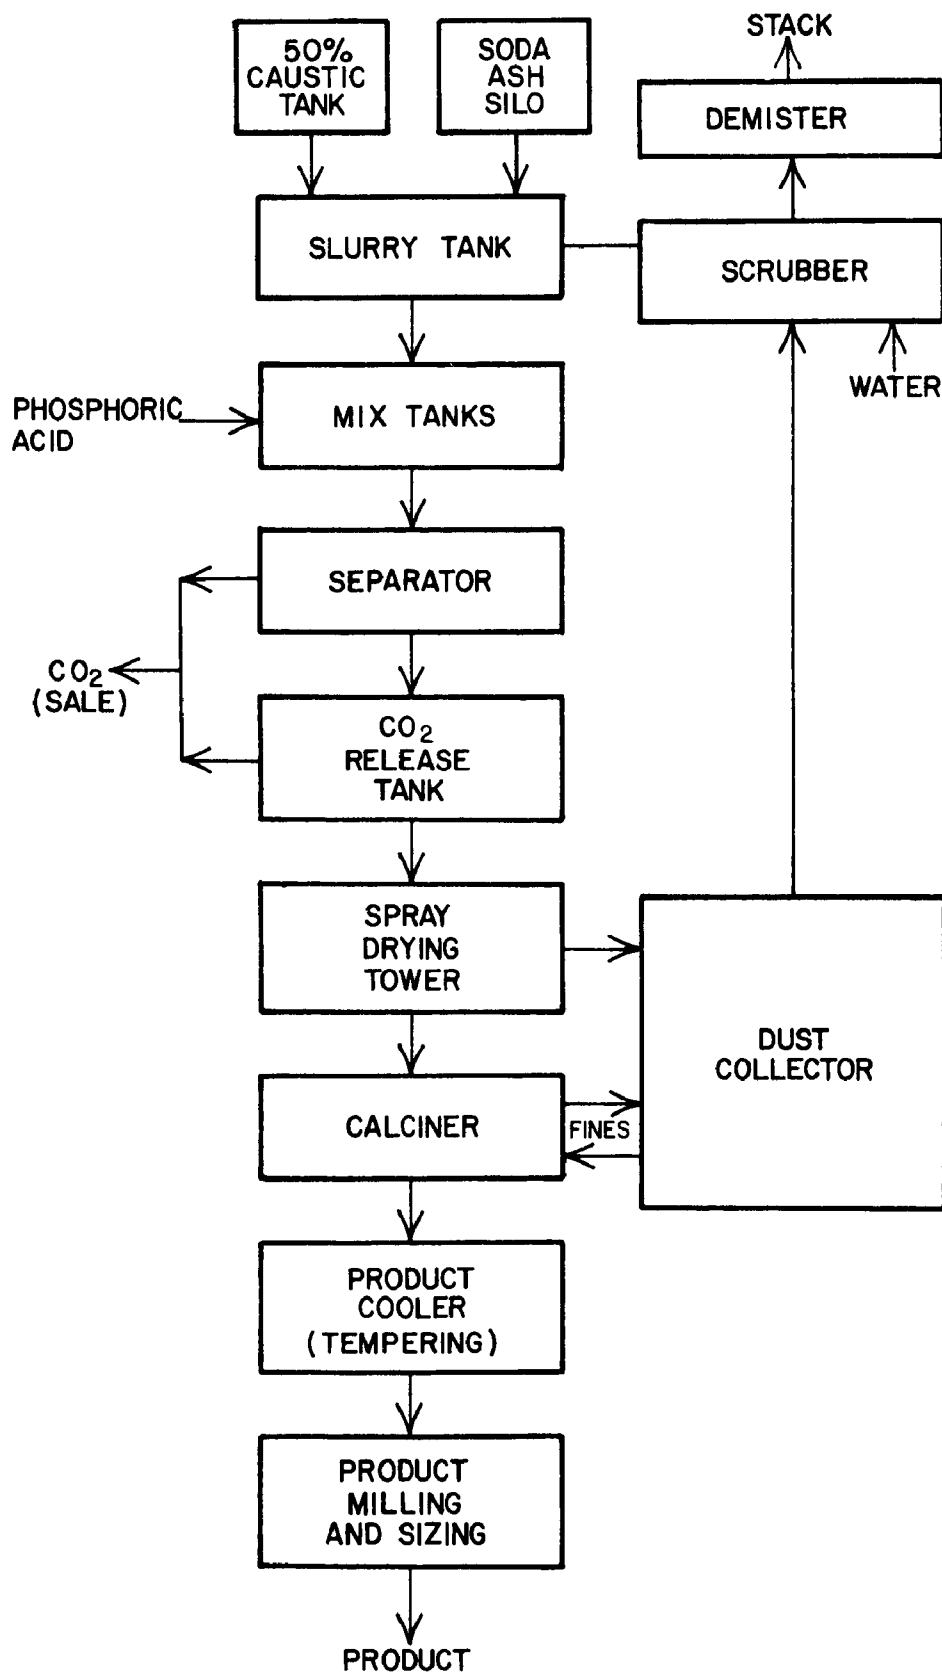 50%
CAUSTIC
TANK
SODA
ASH
SILO
STACK
DEMISTER
SLURRY TANK
SCRUBBER
WATER
PHOSPHORIC
ACID
MIX TANKS
SEPARATOR
CO₂
(SALE)
CO₂
RELEASE
TANK
SPRAY
DRYING
TOWER
DUST
COLLECTOR
CALCINER
FINES
PRODUCT
COOLER
(TEMPERING)
PRODUCT
MILLING
AND SIZING
PRODUCT